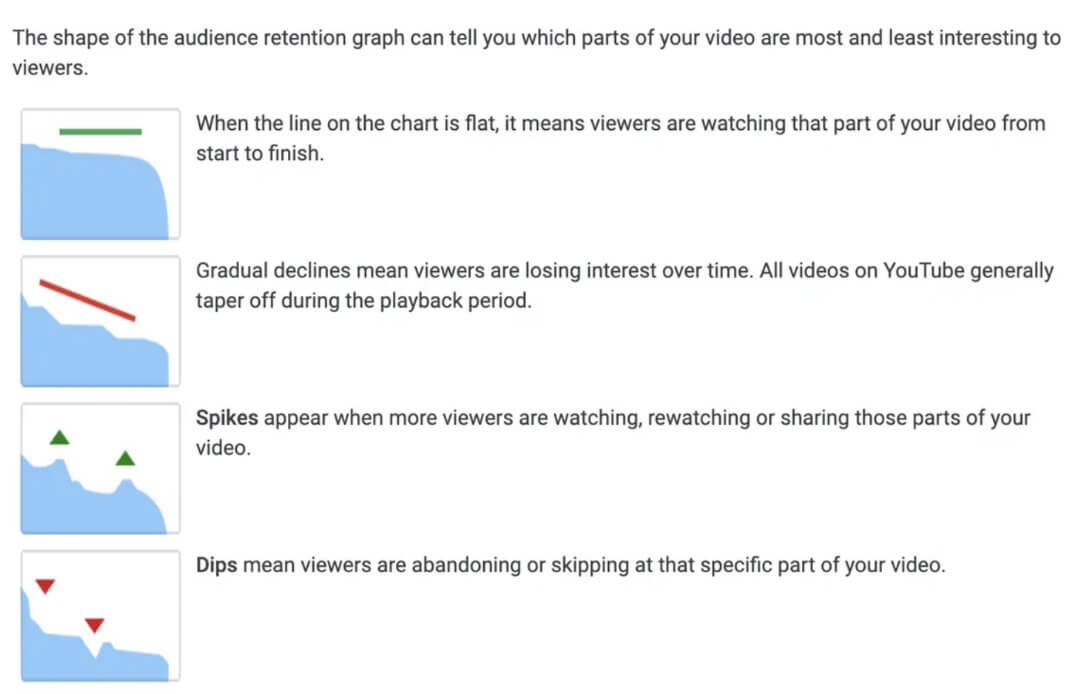 The shape of the audience retention graph can tell you which parts of your video are most and least interesting to
viewers.
When the line on the chart is flat, it means viewers are watching that part of your video from
start to finish.
Gradual declines mean viewers are losing interest over time. All videos on YouTube generally
taper off during the playback period.
Spikes appear when more viewers are watching, rewatching or sharing those parts of your
video.
Dips mean viewers are abandoning or skipping at that specific part of your video.